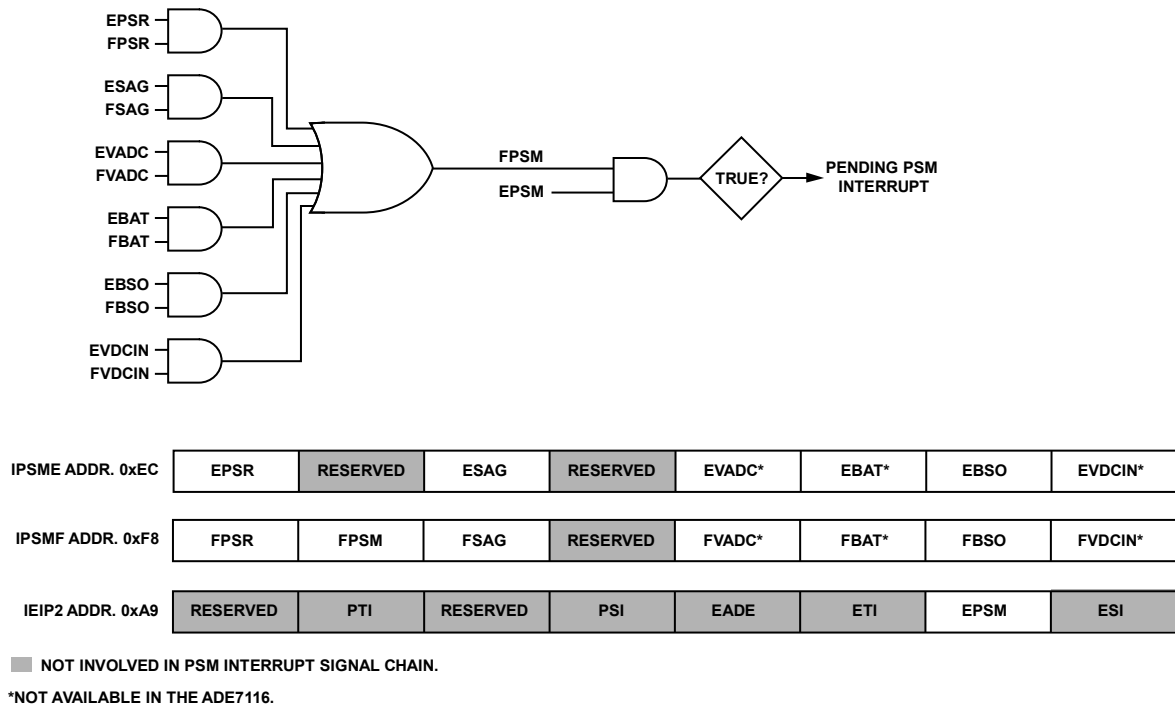 EPSR
FPSR
ESAG
FSAG
EVADC
FVADC
EBAT
FBAT
EBSO
FBSO
EVDCIN
FVDCIN
FPSM
EPSM
TRUE?
PENDING PSM
INTERRUPT
IPSME ADDR. 0xEC EPSR RESERVED ESAG RESERVED EVADC* EBAT* EBSO EVDCIN*
IPSMF ADDR. 0xF8 FPSR FPSM FSAG RESERVED FVADC* FBAT* FBSO FVDCIN*
IEIP2 ADDR. 0xA9 RESERVED PTI RESERVED PSI EADE ETI EPSM ESI
NOT INVOLVED IN PSM INTERRUPT SIGNAL CHAIN.
*NOT AVAILABLE IN THE ADE7116.